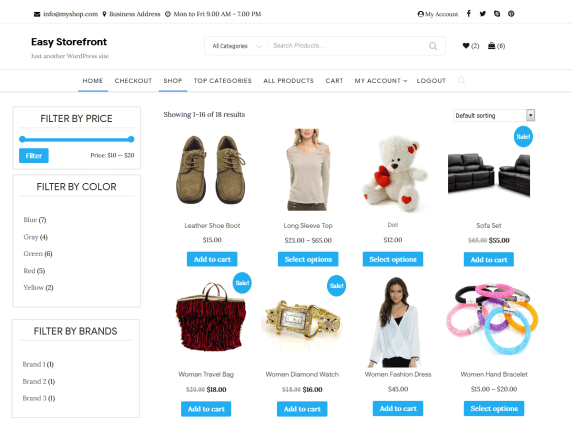 info@myshop.com Business Address Mon to Fri 9.00 AM - 7.00 PM My Account
Easy Storefront
Just another WordPress site
All Categories Search Products... (2) (6)
HOME CHECKOUT SHOP TOP CATEGORIES ALL PRODUCTS CART MY ACCOUNT LOGOUT
FILTER BY PRICE
Filter Price: $10 — $20
FILTER BY COLOR
Blue (7)
Gray (4)
Green (6)
Red (5)
Yellow (2)
FILTER BY BRANDS
Brand 1 (1)
Brand 2 (1)
Brand 3 (1)
Showing 1–16 of 18 results Default sorting
Sale!
Leather Shoe Boot Long Sleeve Top Doll Sofa Set
$15.00 $23.00 – $65.00 $12.00 $65.00 $55.00
Add to cart Select options Select options Add to cart
Sale! Sale!
Woman Travel Bag Women Diamond Watch Women Fashion Dress Women Hand Bracelet
$20.00 $18.00 $18.00 $16.00 $45.00 $15.00 – $20.00
Add to cart Add to cart Add to cart Select options